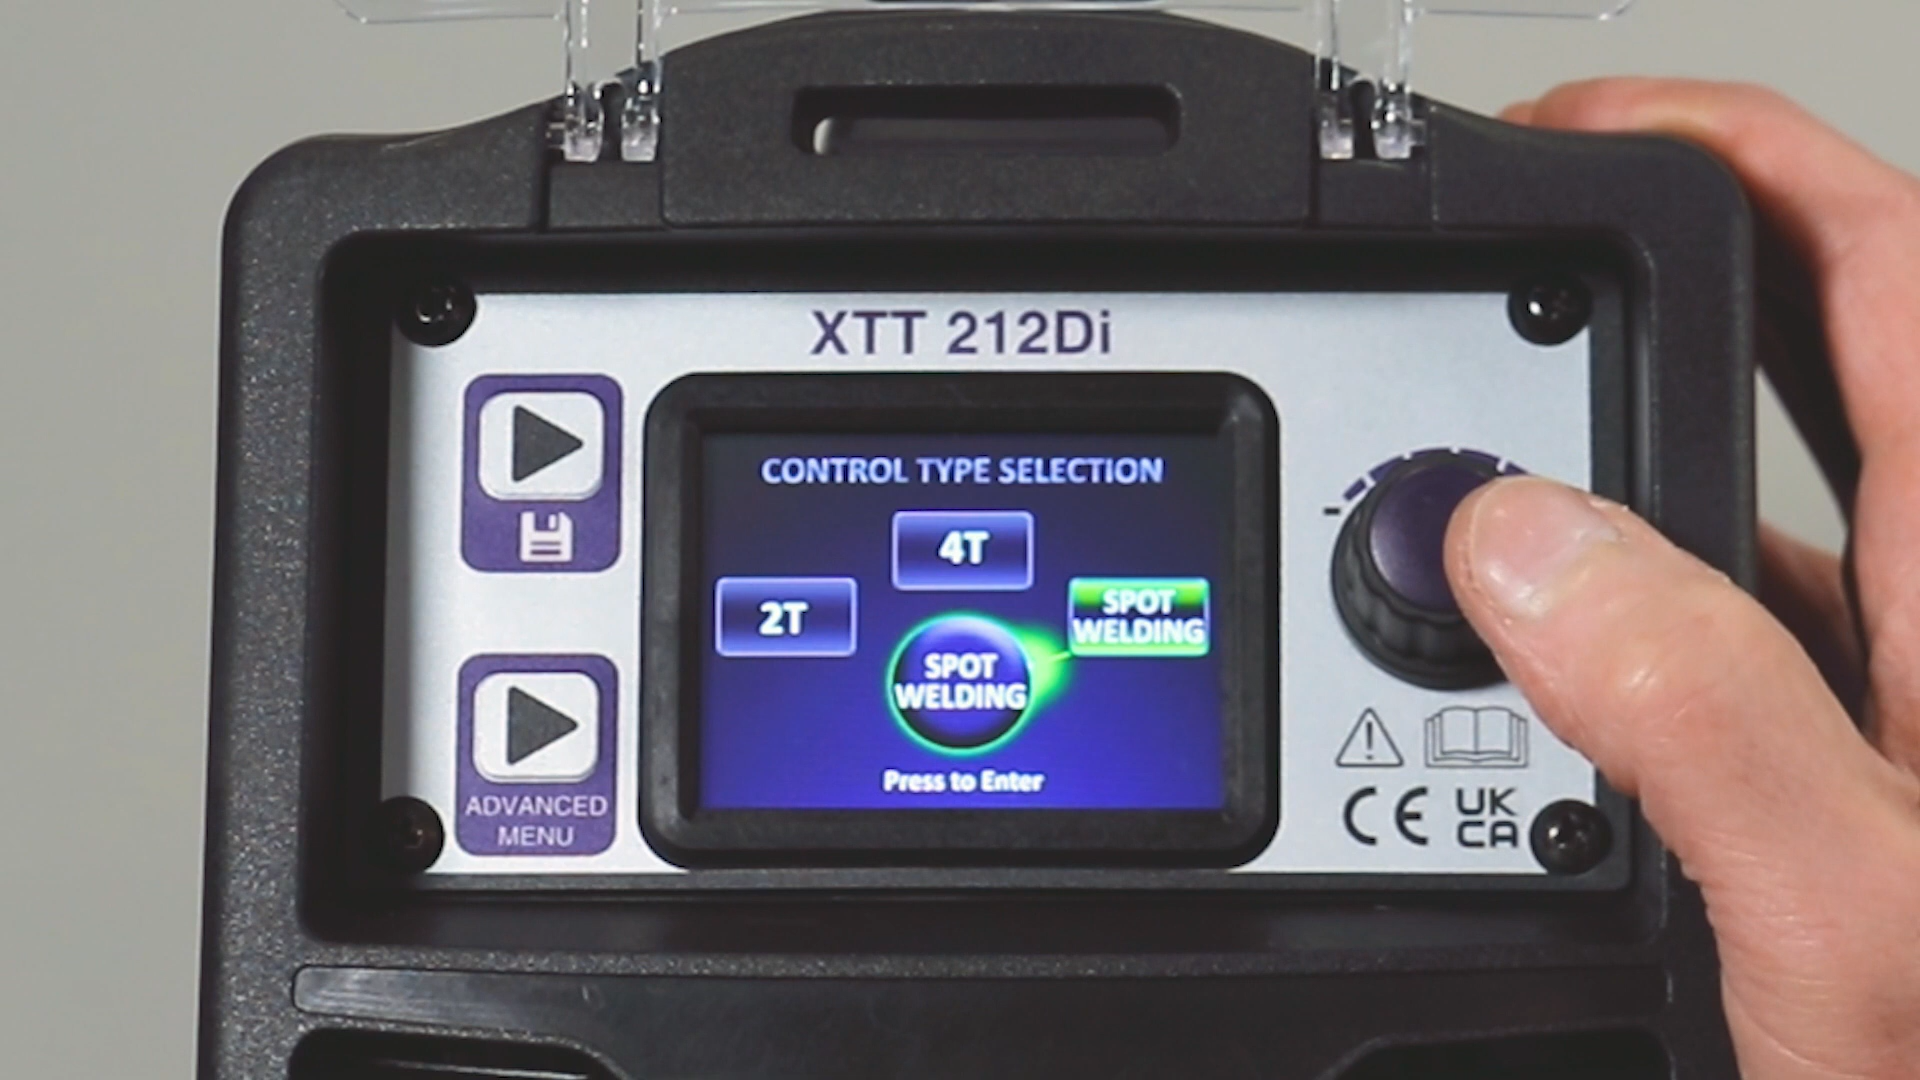 XTT 212Di
CONTROL TYPE SELECTION
4T
2T
SPOT
WELDING
SPOT
WELDING
Press to Enter
ADVANCED
MENU
CE
UK
CA